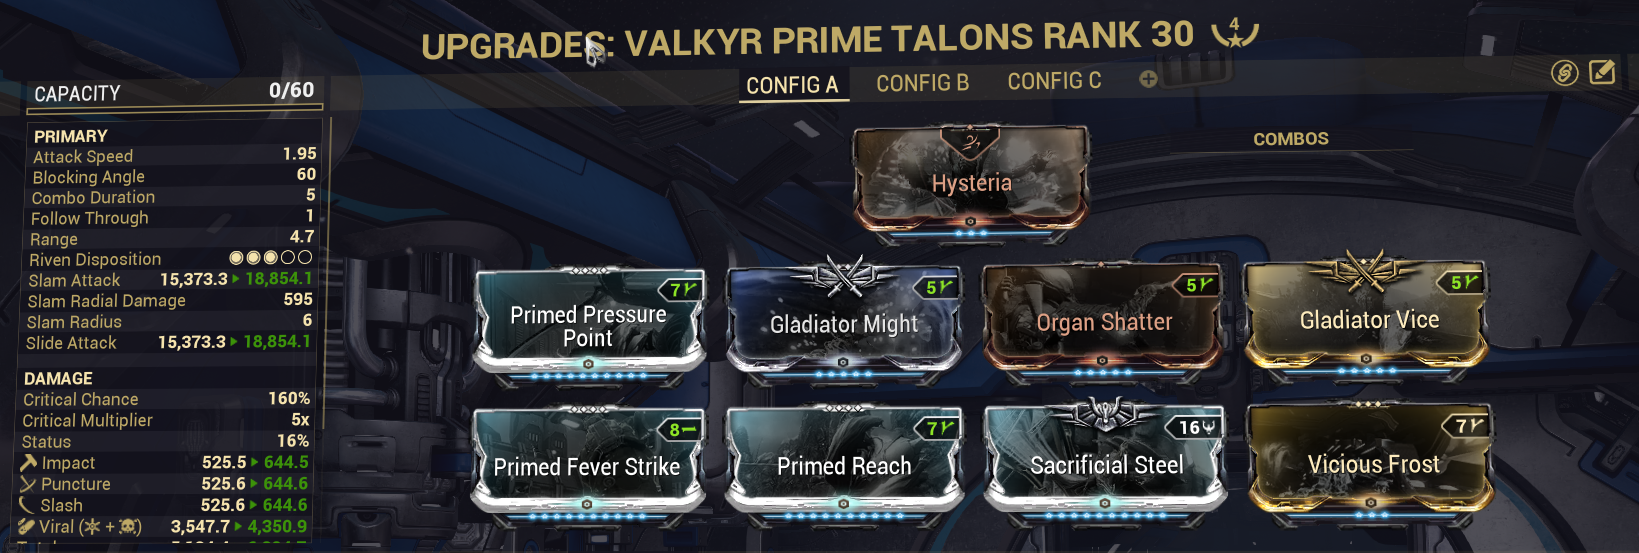 UPGRADES: VALKYR PRIME TALONS RANK 30 4
CONFIG A CONFIG B CONFIG C
CAPACITY 0/60
PRIMARY
Attack Speed 1.95
Blocking Angle 60
Combo Duration 5
Follow Through 1
Range 4.7
Riven Disposition
Slam Attack 15,373.3 ▸ 18,854.1
Slam Radial Damage 595
Slam Radius 6
Slide Attack 15,373.3 ▸ 18,854.1
DAMAGE
Critical Chance 160%
Critical Multiplier 5x
Status 16%
Impact 525.5 ▸ 644.5
Puncture 525.6 ▸ 644.6
Slash 525.6 ▸ 644.6
Viral ( + ) 3,547.7 ▸ 4,350.9
COMBOS
Hysteria
7
Primed Pressure
Point
5
Gladiator Might
5
Organ Shatter
5
Gladiator Vice
8
Primed Fever Strike
7
Primed Reach
16
Sacrificial Steel
7
Vicious Frost